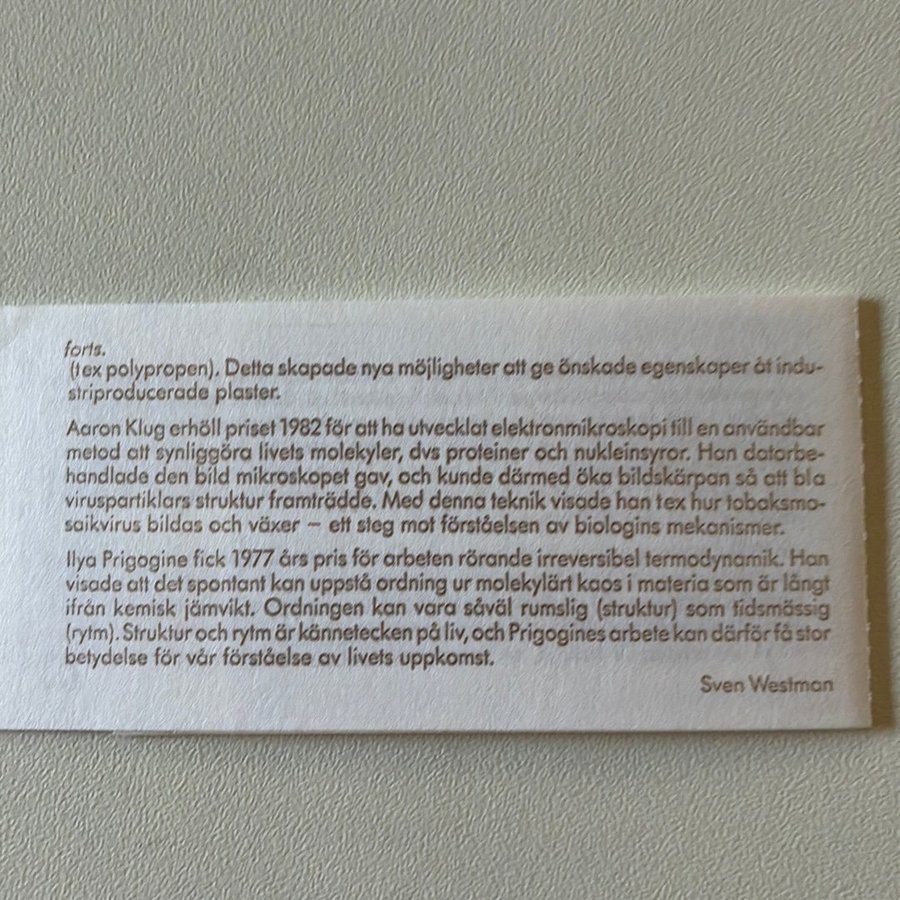 forts.
(t ex polypropen). Detta skapade nya möjligheter att ge önskade egenskaper åt indu-
striproducerade plaster.
Aaron Klug erhöll priset 1982 för att ha utvecklat elektronmikroskopi till en användbar
metod att synliggöra livets molekyler, dvs proteiner och nukleinsyror. Han databe-
handlade den bild mikroskopet gav, och kunde därmed öka bildskärpan så att bl a
viruspartiklars struktur framträdde. Med denna teknik visade han t ex hur tobaksmo-
saikvirus bildas och växer – ett steg mot förståelsen av biologins mekanismer.
Ilya Prigogine fick 1977 års pris för arbeten rörande irreversibel termodynamik. Han
visade att det spontant kan uppstå ordning ur molekylärt kaos i materia som är långt
ifrån kemisk jämvikt. Ordningen kan vara såväl rumslig (struktur) som tidsmässig
(rytm). Struktur och rytm är kännetecken på liv, och Prigogines arbete kan därför få stor
betydelse för vår förståelse av livets uppkomst.
Sven Westman